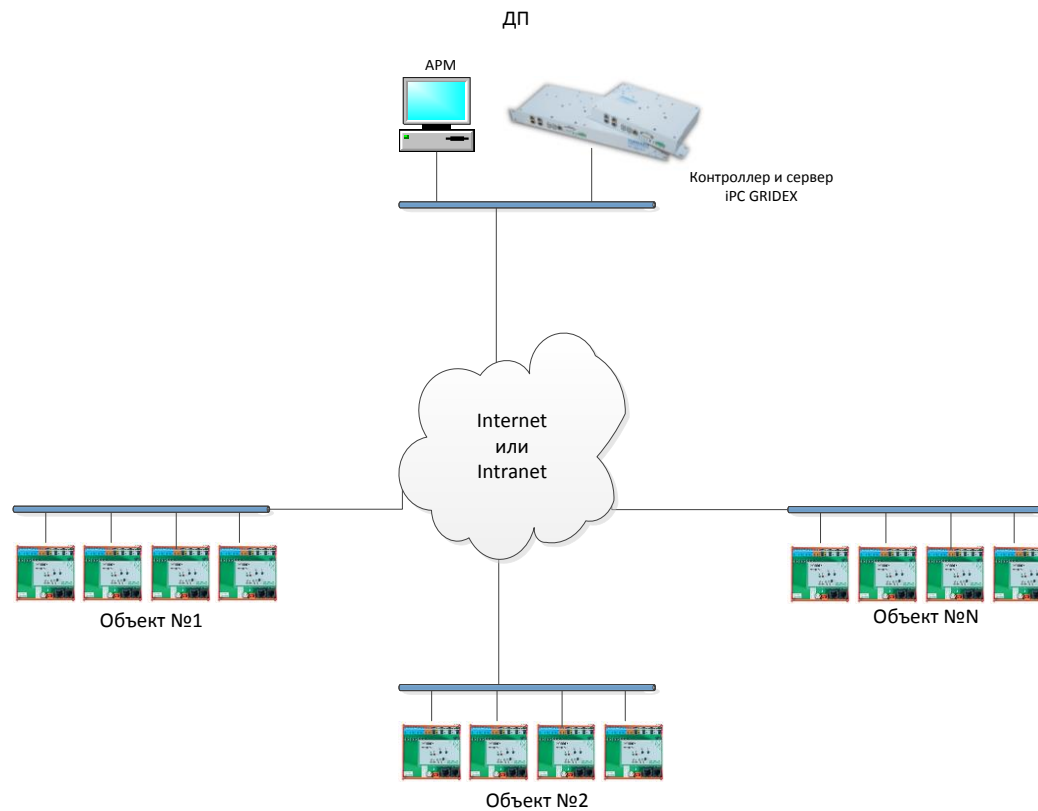 ДП
АРМ
Контроллер и сервер
iPC GRIDEX
Internet
или
Intranet
Объект №1
Объект №N
Объект №2